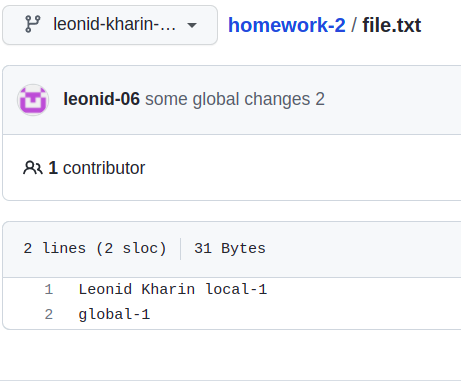 leonid-kharin-... homework-2 / file.txt
leonid-06 some global changes 2
1 contributor
2 lines (2 sloc) 31 Bytes
1 Leonid Kharin local-1
2 global-1